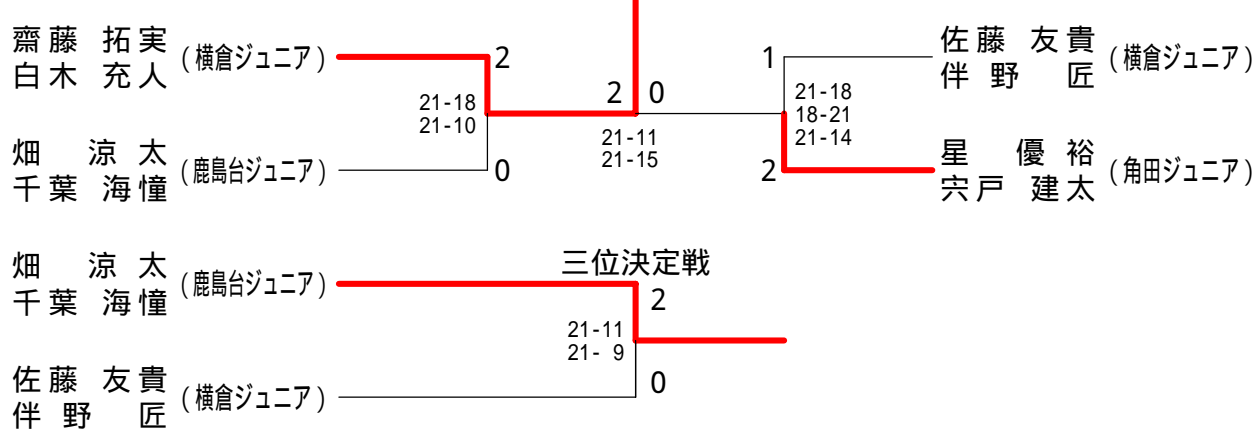 齋藤 拓実
白木 充人
(横倉ジュニア)
2
21-18
21-10
畑 涼太
千葉 海憧
(鹿島台ジュニア)
0
2 0
21-11
21-15
1
佐藤 友貴
伴野 匠
(横倉ジュニア)
21-18
18-21
21-14
2
星 優裕
宍戸 建太
(角田ジュニア)
三位決定戦
畑 涼太
千葉 海憧
(鹿島台ジュニア)
2
21-11
21- 9
佐藤 友貴
伴野 匠
(横倉ジュニア)
0